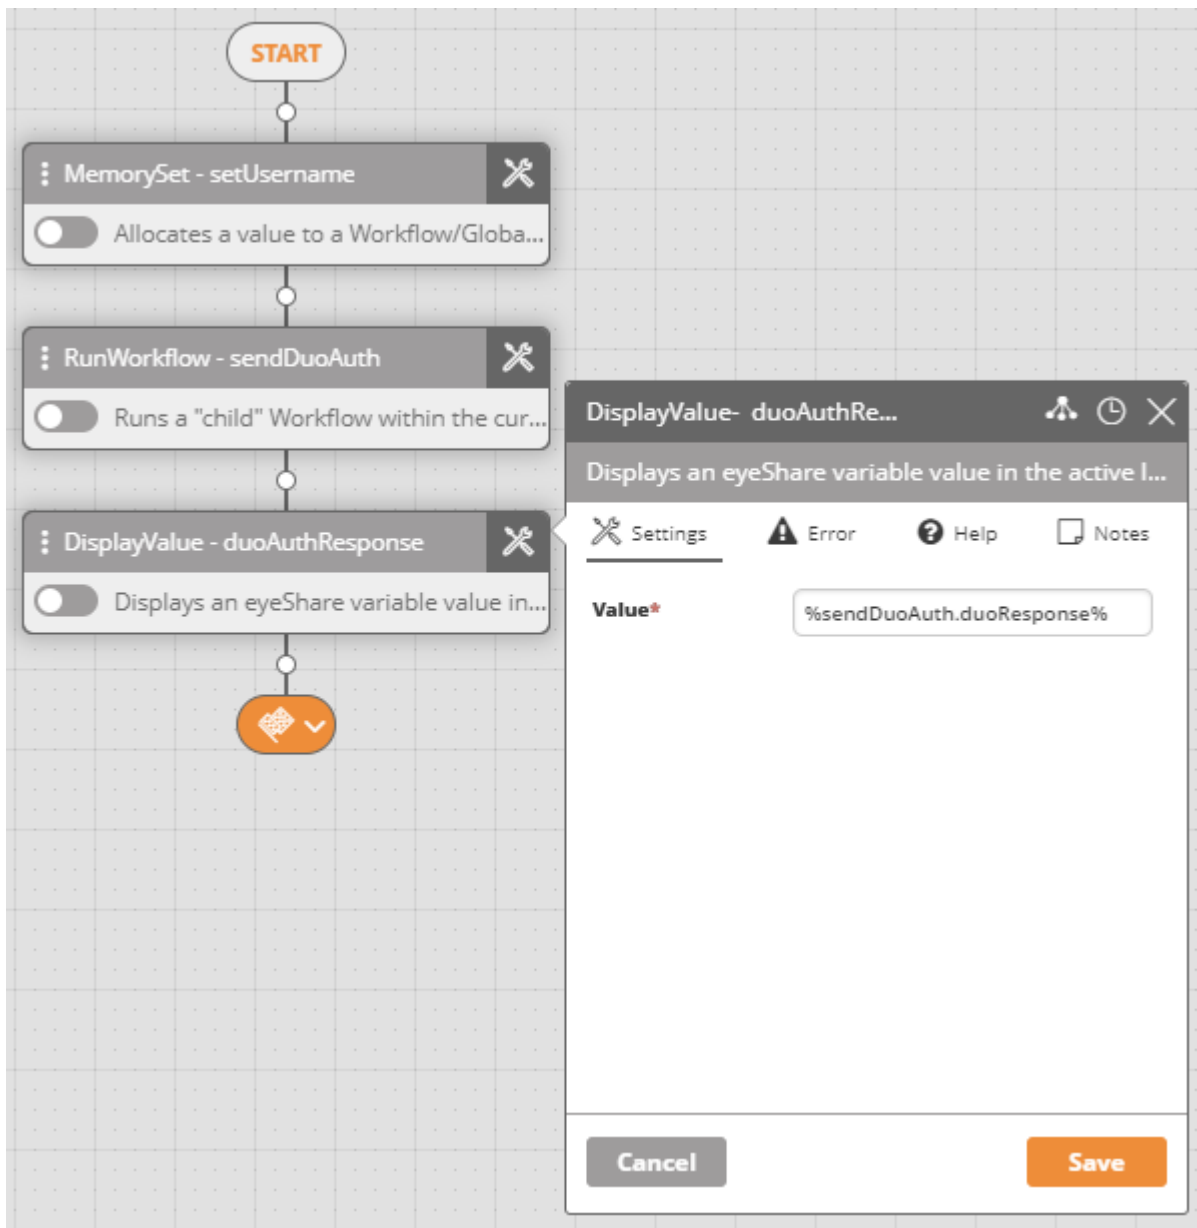 START
MemorySet - setUsername
Allocates a value to a Workflow/Globa...
RunWorkflow - sendDuoAuth
Runs a "child" Workflow within the cur...
DisplayValue - duoAuthResponse
Displays an eyeShare variable value in...
DisplayValue- duoAuthRe...
Displays an eyeShare variable value in the active I...
Settings Error Help Notes
Value* %sendDuoAuth.duoResponse%
Cancel Save